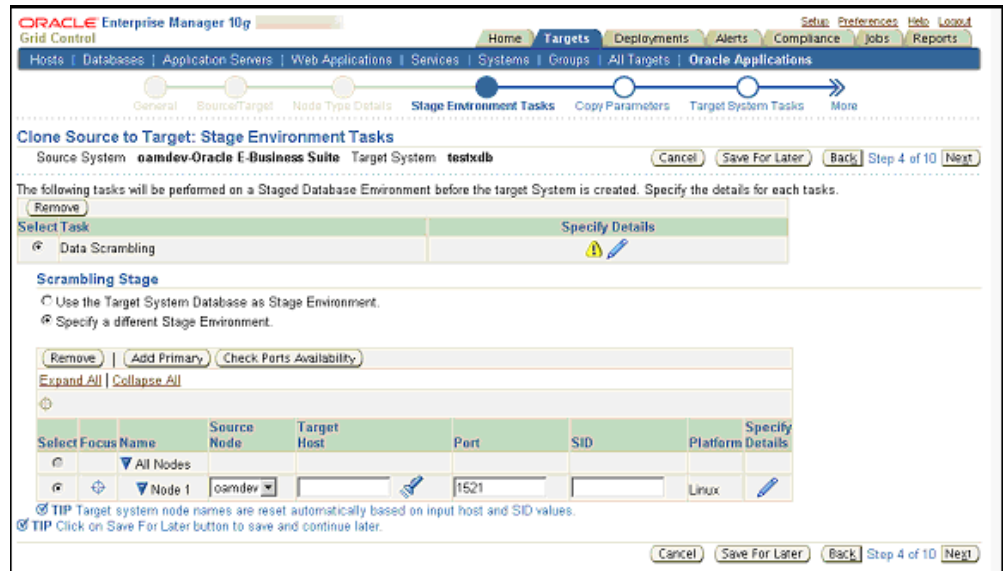 ORACLE Enterprise Manager 10g
Grid Control
Setup Preferences Help Logout
Home Targets Deployments Alerts Compliance Jobs Reports
Hosts | Databases | Application Servers | Web Applications | Services | Systems | Groups | All Targets | Oracle Applications
General Source/Target Node Type Details Stage Environment Tasks Copy Parameters Target System Tasks More
Clone Source to Target: Stage Environment Tasks
Source System oamdev-Oracle E-Business Suite Target System testxdb
Cancel Save For Later Back Step 4 of 10 Next
The following tasks will be performed on a Staged Database Environment before the target System is created. Specify the details for each tasks.
Remove
Select Task Specify Details
Data Scrambling
Scrambling Stage
Use the Target System Database as Stage Environment.
Specify a different Stage Environment.
Remove | Add Primary Check Ports Availability
Expand All | Collapse All
Select Focus Name Source Node Target Host Port SID Platform Specify Details
All Nodes
Node 1 oamdev 1521 Linux
TIP Target system node names are reset automatically based on input host and SID values.
TIP Click on Save For Later button to save and continue later.
Cancel Save For Later Back Step 4 of 10 Next